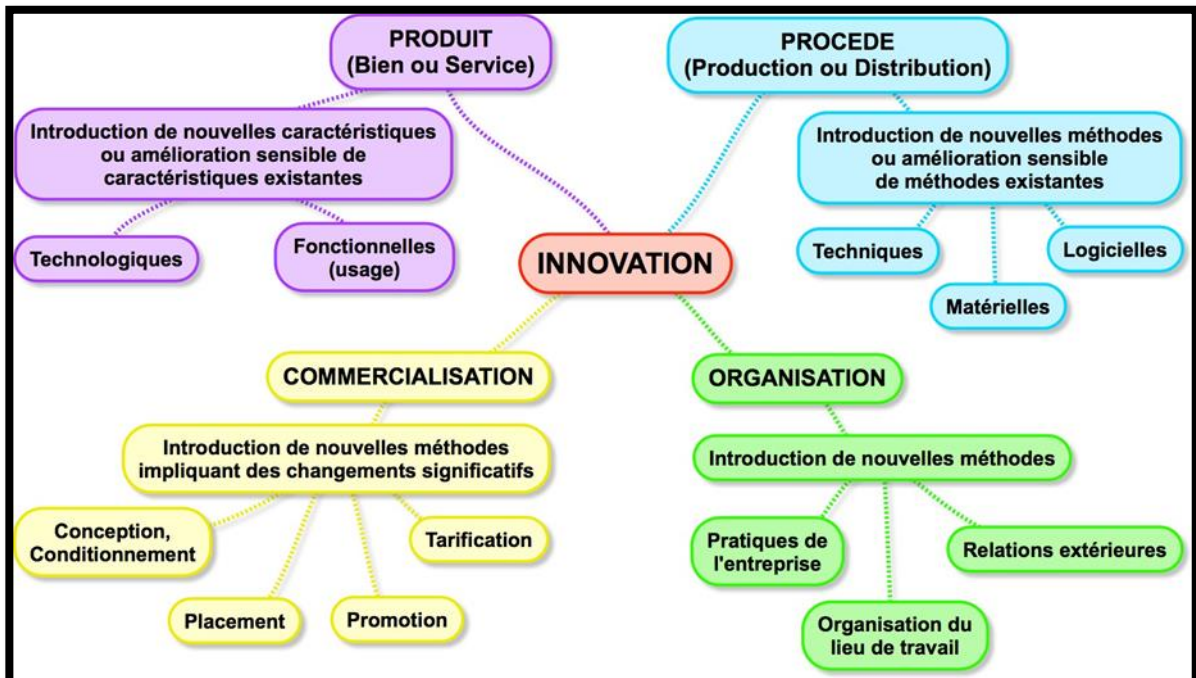 PRODUIT
(Bien ou Service)
Introduction de nouvelles caractéristiques
ou amélioration sensible de
caractéristiques existantes
Technologiques
Fonctionnelles
(usage)
PROCEDE
(Production ou Distribution)
Introduction de nouvelles méthodes
ou amélioration sensible
de méthodes existantes
Techniques
Matérielles
Logicielles
INNOVATION
COMMERCIALISATION
Introduction de nouvelles méthodes
impliquant des changements significatifs
Conception,
Conditionnement
Placement
Promotion
Tarification
ORGANISATION
Introduction de nouvelles méthodes
Pratiques de
l'entreprise
Organisation du
lieu de travail
Relations extérieures